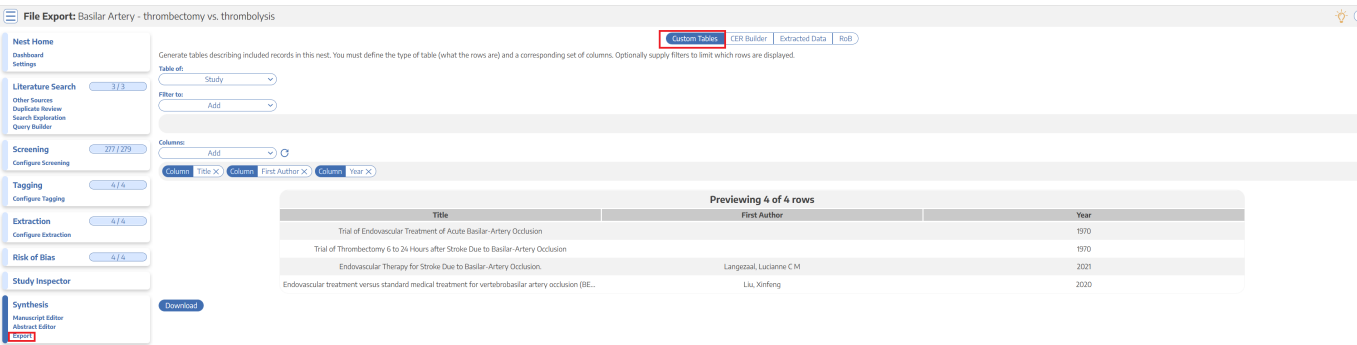 File Export: Basilar Artery - thrombectomy vs. thrombolysis
Nest Home
Dashboard
Settings
Literature Search 3 / 3
Other Sources
Duplicate Review
Search Exploration
Query Builder
Screening 277 / 279
Configure Screening
Tagging 4 / 4
Configure Tagging
Extraction 4 / 4
Configure Extraction
Risk of Bias 4 / 4
Study Inspector
Synthesis
Manuscript Editor
Abstract Editor
Export
Custom Tables CER Builder Extracted Data RoB
Generate tables describing included records in this nest. You must define the type of table (what the rows are) and a corresponding set of columns. Optionally supply filters to limit which rows are displayed.
Table of:
Study
Filter to:
Add
Columns:
Add
Column Title X Column First Author X Column Year X
Previewing 4 of 4 rows
Title First Author Year
Trial of Endovascular Treatment of Acute Basilar-Artery Occlusion 1970
Trial of Thrombectomy 6 to 24 Hours after Stroke Due to Basilar-Artery Occlusion 1970
Endovascular Therapy for Stroke Due to Basilar-Artery Occlusion. Langezaal, Lucianne C M 2021
Endovascular treatment versus standard medical treatment for vertebrobasilar artery occlusion (BE... Liu, Xinfeng 2020
Download